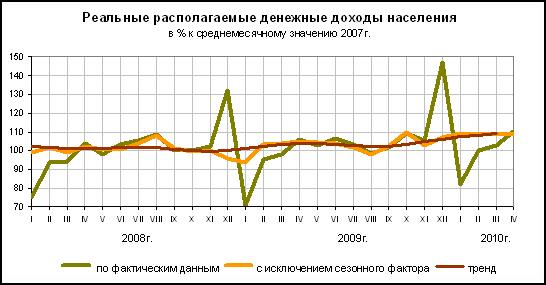 Реальные располагаемые денежные доходы населения
в % к среднемесячному значению 2007г.
150
140
130
120
110
100
90
80
70
I II III IV V VI VII VIII IX X XI XII I II III IV V VI VII VIII IX X XI XII I II III IV
2008г. 2009г. 2010г.
по фактическим данным с исключением сезонного фактора тренд